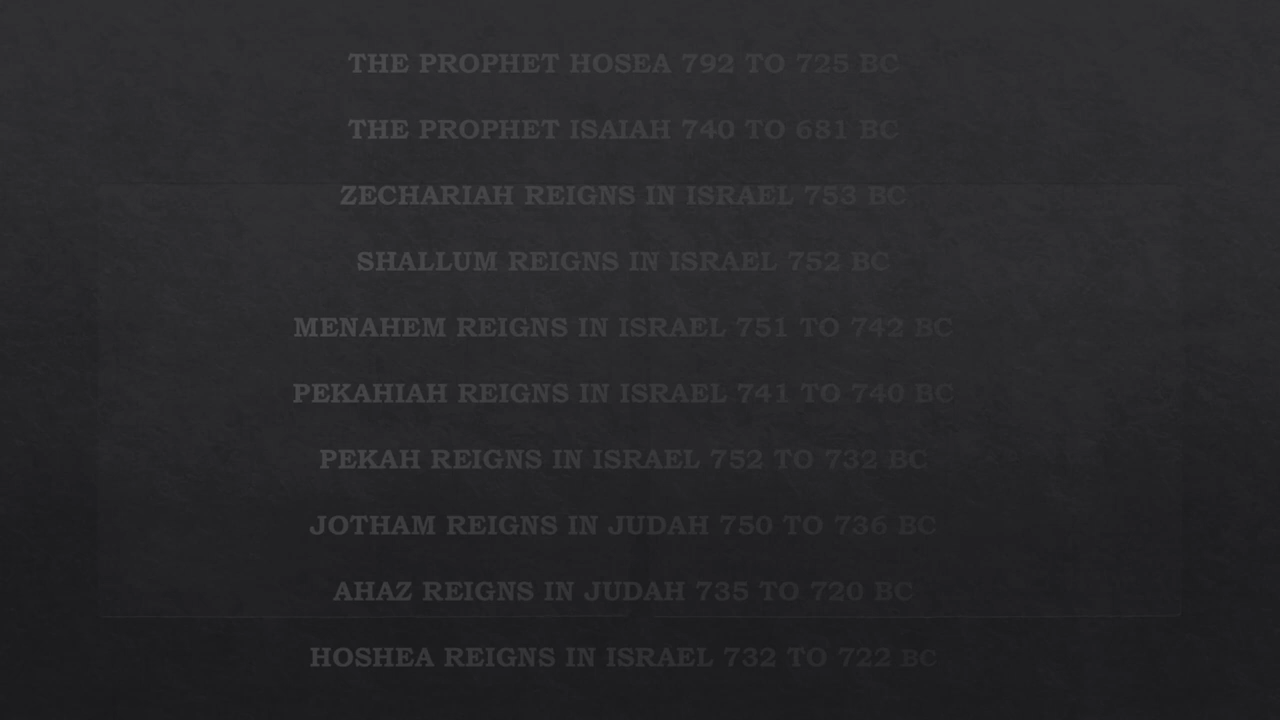 THE PROPHET HOSEA 792 TO 725 BC
THE PROPHET ISAIAH 740 TO 681 BC
ZECHARIAH REIGNS IN ISRAEL 753 BC
SHALLUM REIGNS IN ISRAEL 752 BC
MENAHEM REIGNS IN ISRAEL 751 TO 742 BC
PEKAHIAH REIGNS IN ISRAEL 741 TO 740 BC
PEKAH REIGNS IN ISRAEL 752 TO 732 BC
JOTHAM REIGNS IN JUDAH 750 TO 736 BC
AHAZ REIGNS IN JUDAH 735 TO 720 BC
HOSHEA REIGNS IN ISRAEL 732 TO 722 BC